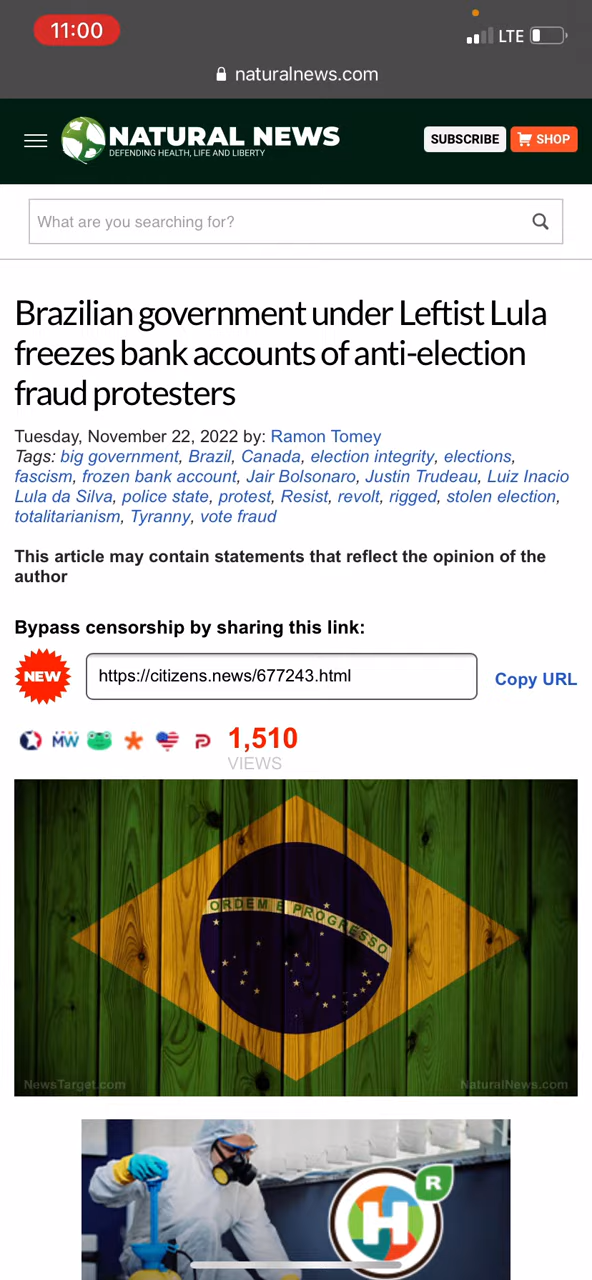 11:00
LTE
naturalnews.com
NATURAL NEWS
DEFENDING HEALTH, LIFE AND LIBERTY
SUBSCRIBE
SHOP
What are you searching for?
Brazilian government under Leftist Lula
freezes bank accounts of anti-election
fraud protesters
Tuesday, November 22, 2022 by: Ramon Tomey
Tags: big government, Brazil, Canada, election integrity, elections,
fascism, frozen bank account, Jair Bolsonaro, Justin Trudeau, Luiz Inacio
Lula da Silva, police state, protest, Resist, revolt, rigged, stolen election,
totalitarianism, Tyranny, vote fraud
This article may contain statements that reflect the opinion of the
author
Bypass censorship by sharing this link:
NEW
https://citizens.news/677243.html
Copy URL
MW
1,510
VIEWS
ORDEM E PROGRESSO
NewsTarget.com
NaturalNews.com
R
H